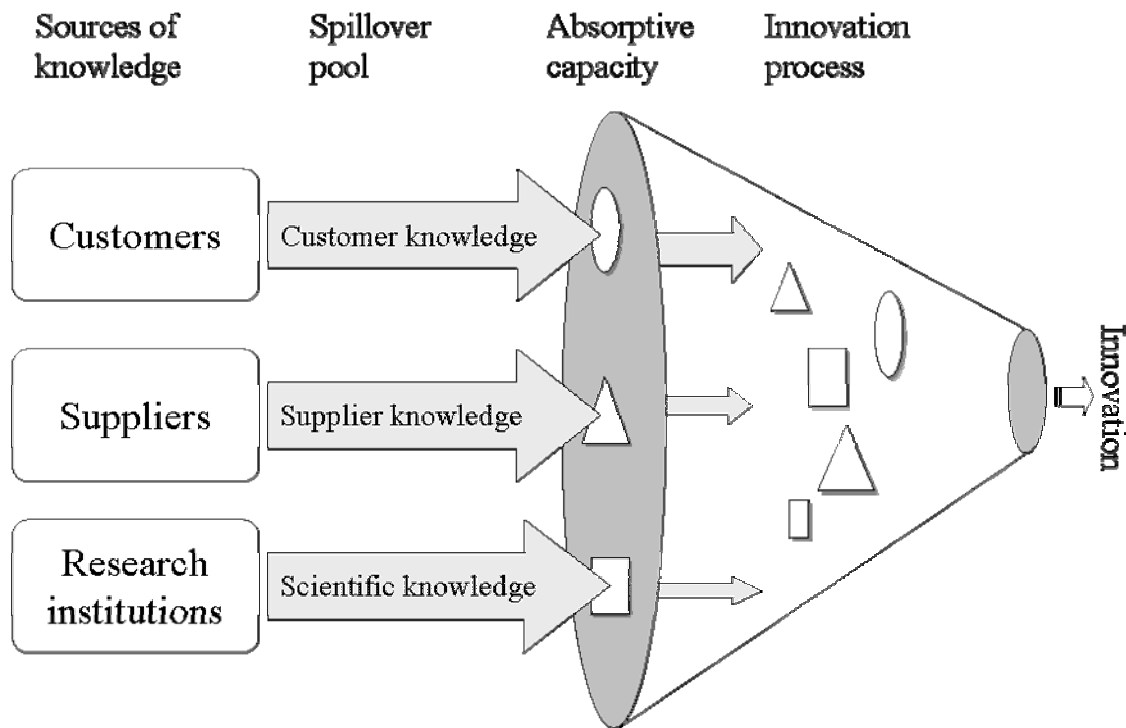 Sources of
knowledge
Spillover
pool
Absorptive
capacity
Innovation
process
Customers
Customer knowledge
Suppliers
Supplier knowledge
Research
institutions
Scientific knowledge
Innovation